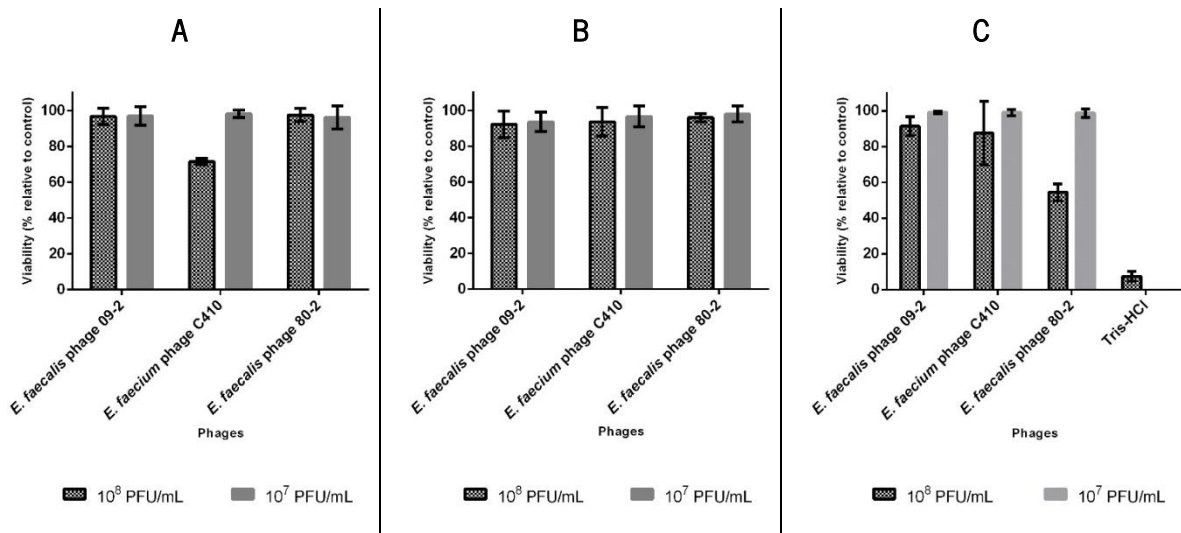 A
Viability (% relative to control)
100
80
60
40
20
0
E. faecalis phage 09-2
E. faecium phage C410
E. faecalis phage 80-2
Phages
10⁸ PFU/mL
10⁷ PFU/mL
B
Viability (% relative to control)
100
80
60
40
20
0
E. faecalis phage 09-2
E. faecium phage C410
E. faecalis phage 80-2
Phages
10⁸ PFU/mL
10⁷ PFU/mL
C
Viability (% relative to control)
100
80
60
40
20
0
E. faecalis phage 09-2
E. faecium phage C410
E. faecalis phage 80-2
Tris-HCl
Phages
10⁸ PFU/mL
10⁷ PFU/mL